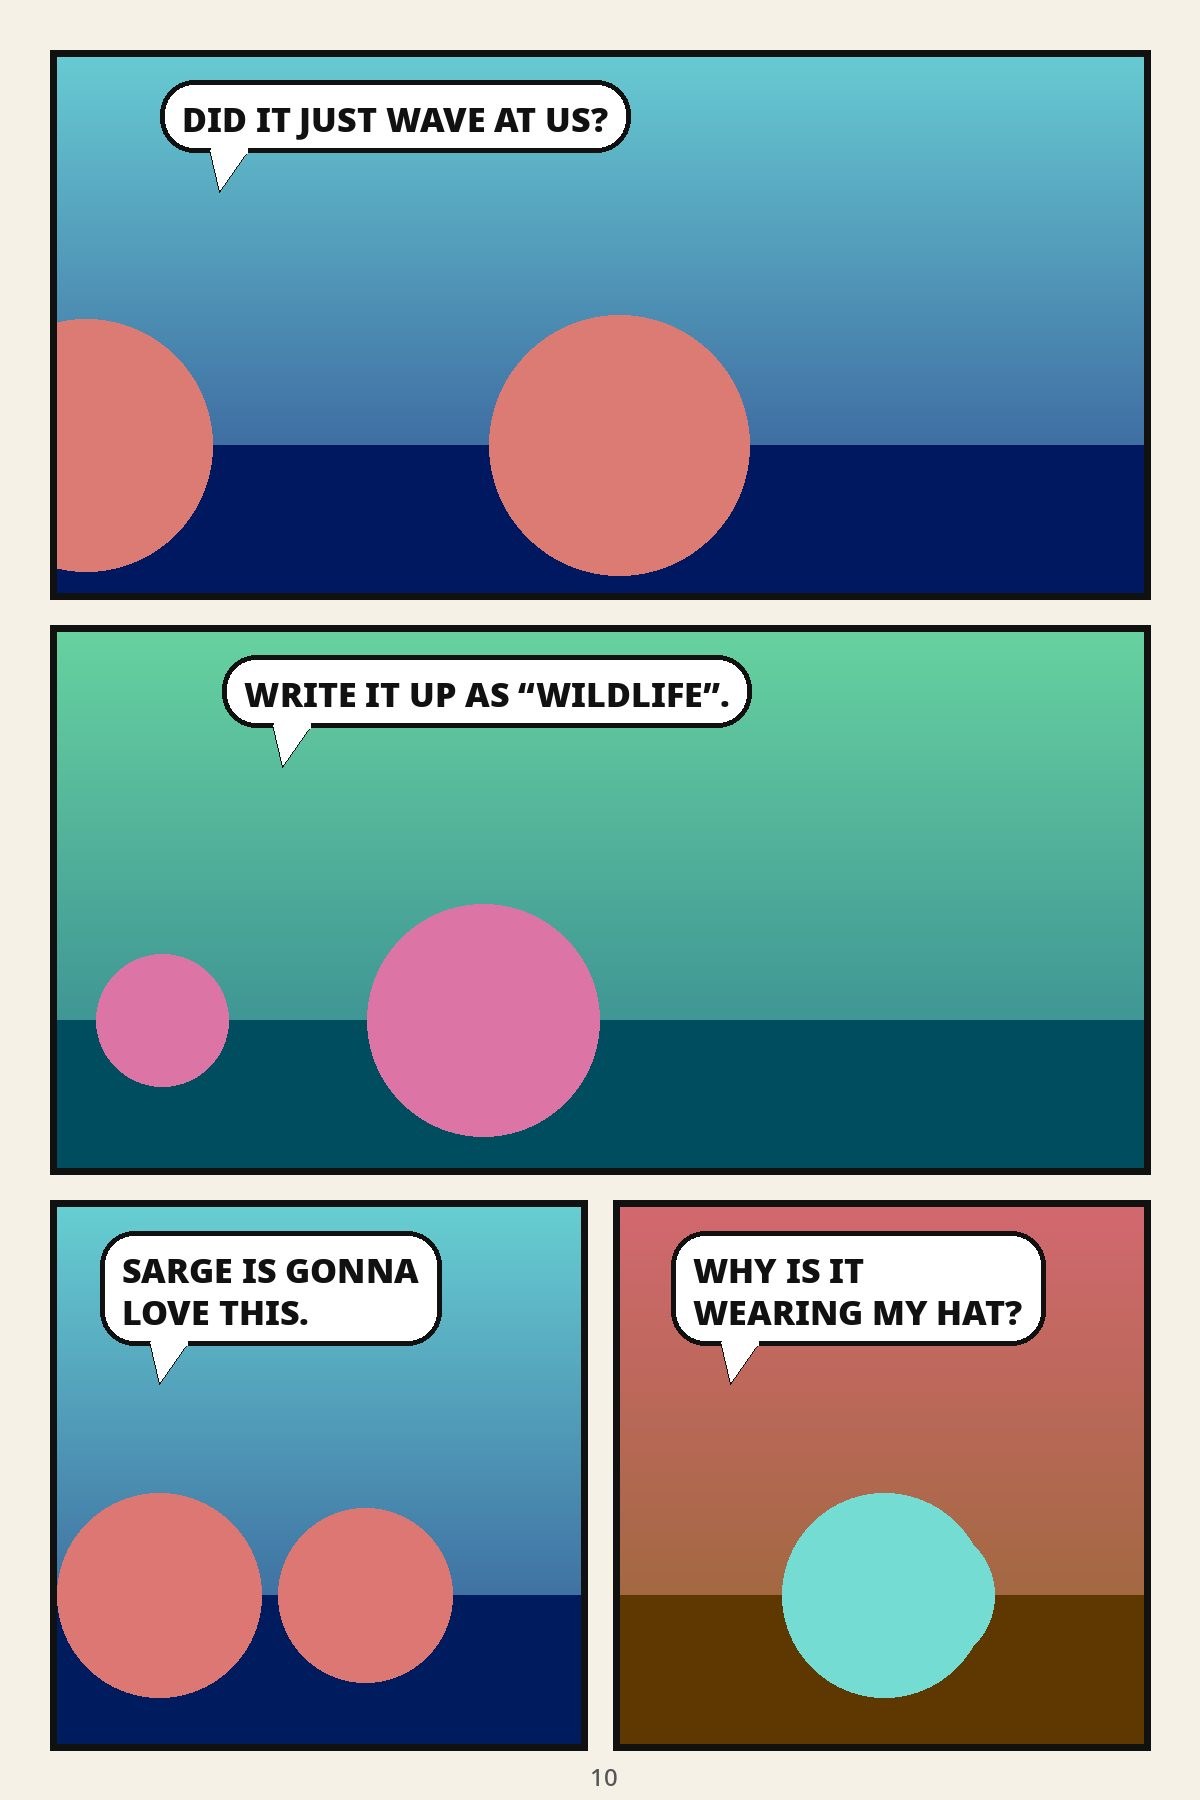 DID IT JUST WAVE AT US?
WRITE IT UP AS “WILDLIFE”.
SARGE IS GONNA
LOVE THIS.
WHY IS IT
WEARING MY HAT?
10